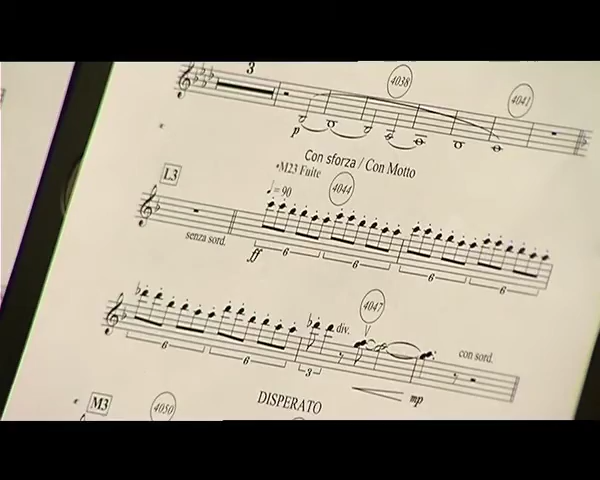 3
4038
4041
p
Con sforza / Con Motto
L3
*M23 Fuite
♩ = 90
4044
senza sord.
ff
6 6 6 6
div.
4047
con sord.
6 6 3
mp
DISPERATO
M3
4050